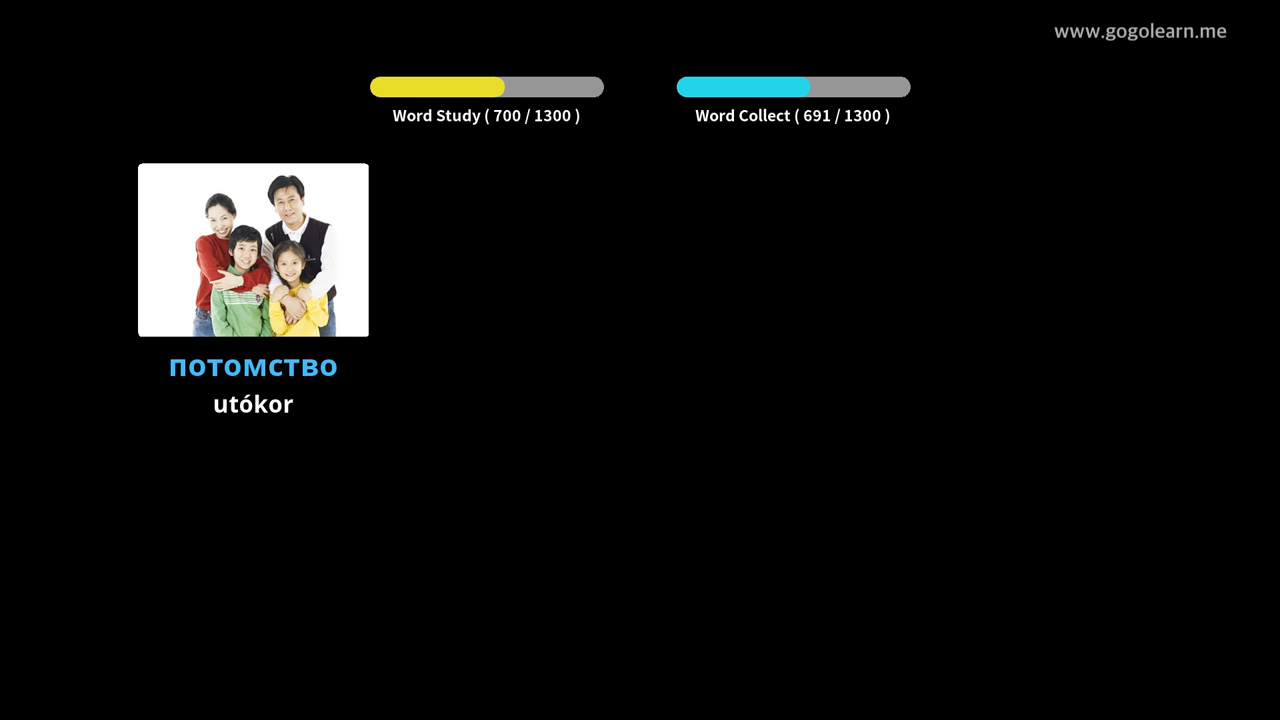 www.gogolearn.me
Word Study ( 700 / 1300 )
Word Collect ( 691 / 1300 )
потомство
utókor